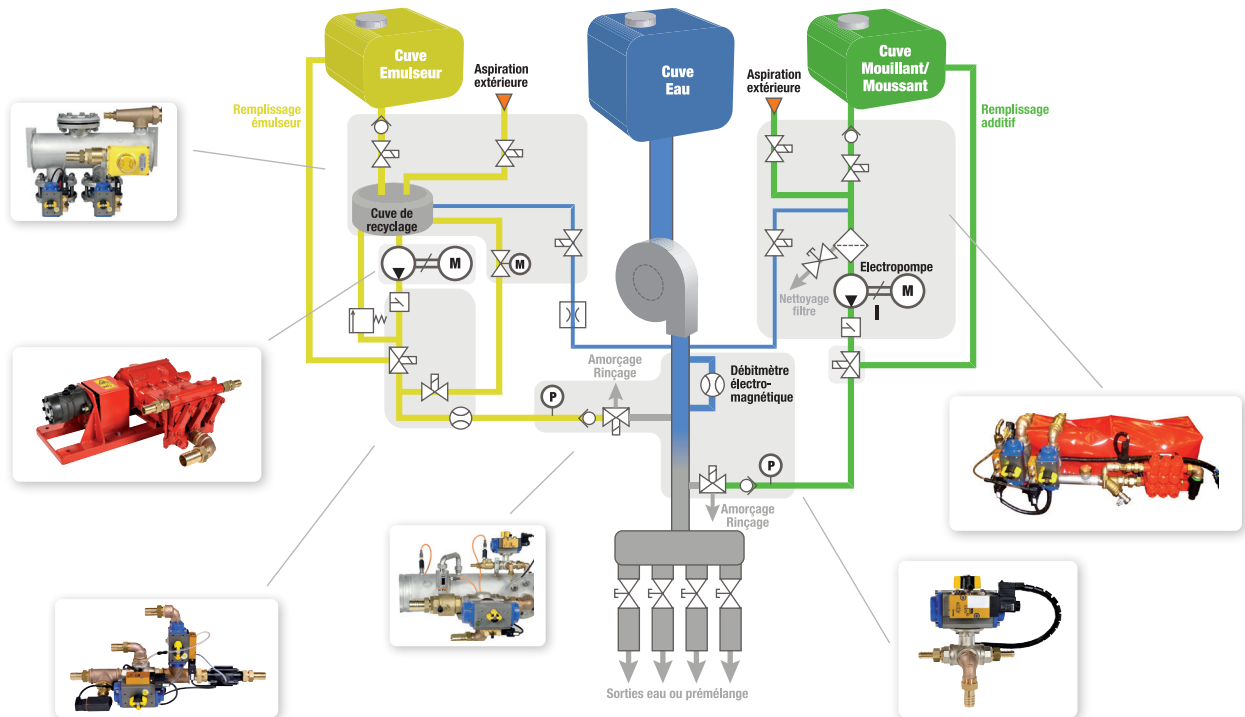 Cuve
Emulseur
Aspiration
extérieure
Cuve
Eau
Aspiration
extérieure
Cuve
Mouillant/
Moussant
Remplissage
émulseur
Remplissage
additif
Cuve de
recyclage
M
M
Electropompe
M
Nettoyage
filtre
Amorçage
Rinçage
Débitmètre
électro-
magnétique
P
P
Amorçage
Rinçage
Sorties eau ou prémélange